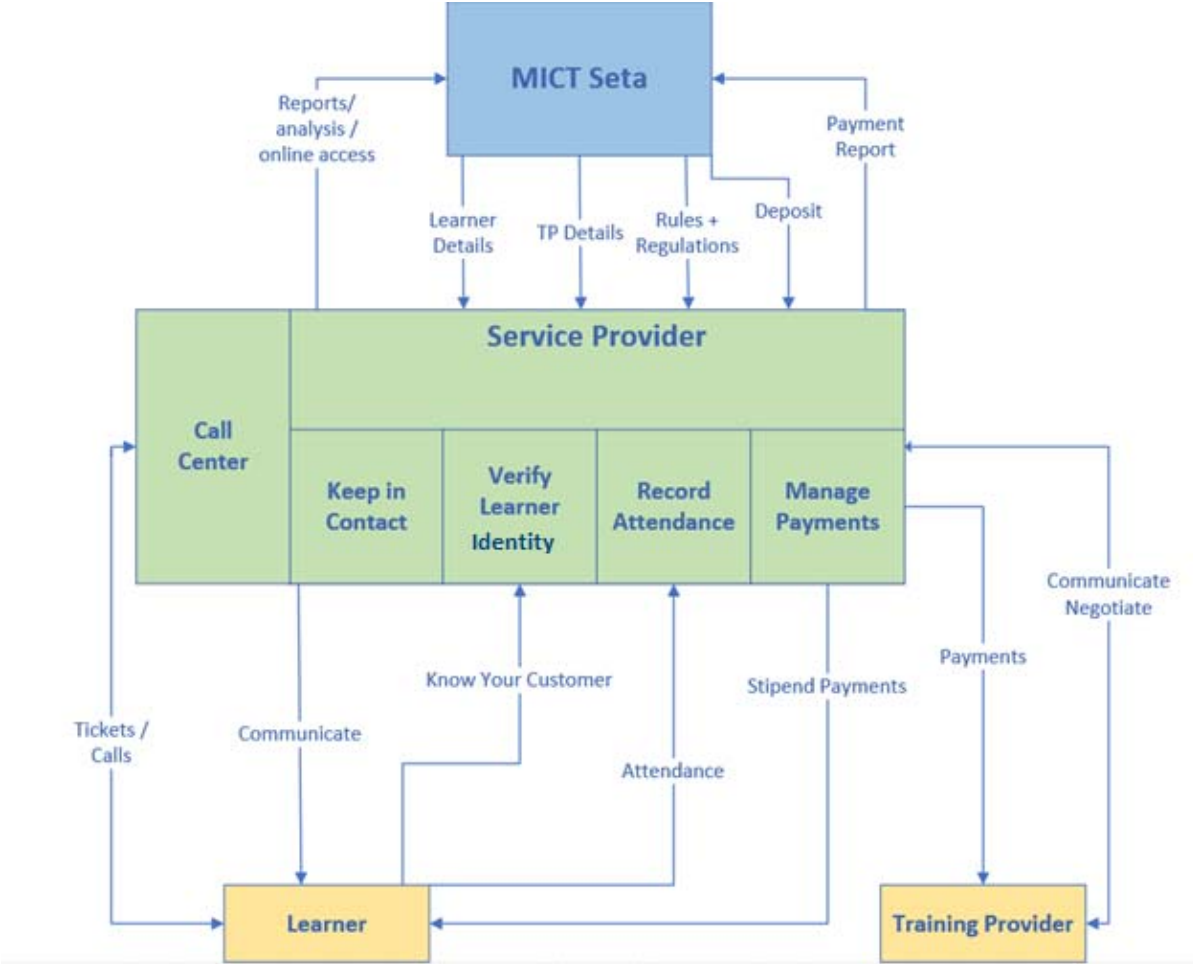 MICT Seta
Reports/
analysis /
online access
Payment
Report
Learner
Details
TP Details
Rules +
Regulations
Deposit
Service Provider
Call
Center
Keep in
Contact
Verify
Learner
Identity
Record
Attendance
Manage
Payments
Communicate
Negotiate
Payments
Know Your Customer
Stipend Payments
Tickets /
Calls
Communicate
Attendance
Learner
Training Provider